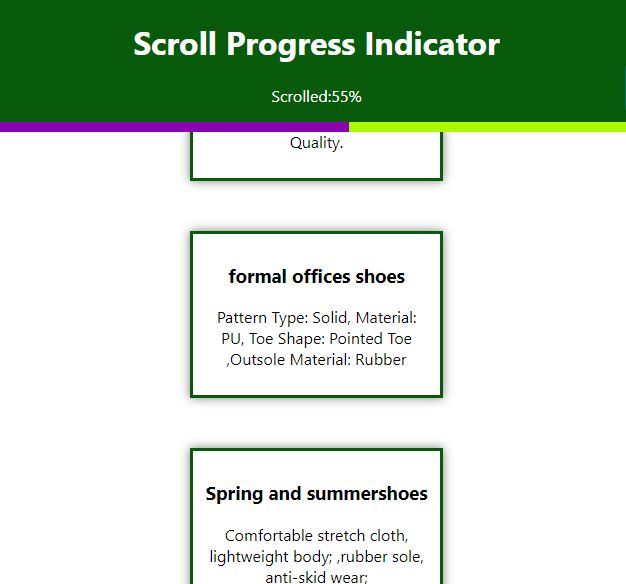 Scroll Progress Indicator
Scrolled:55%
Quality.
formal offices shoes
Pattern Type: Solid, Material:
PU, Toe Shape: Pointed Toe
,Outsole Material: Rubber
Spring and summershoes
Comfortable stretch cloth,
lightweight body; ,rubber sole,
anti-skid wear;